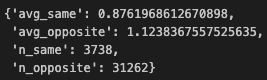 {'avg_same': 0.8761968612670898,
'avg_opposite': 1.1238367557525635,
'n_same': 3738,
'n_opposite': 31262}